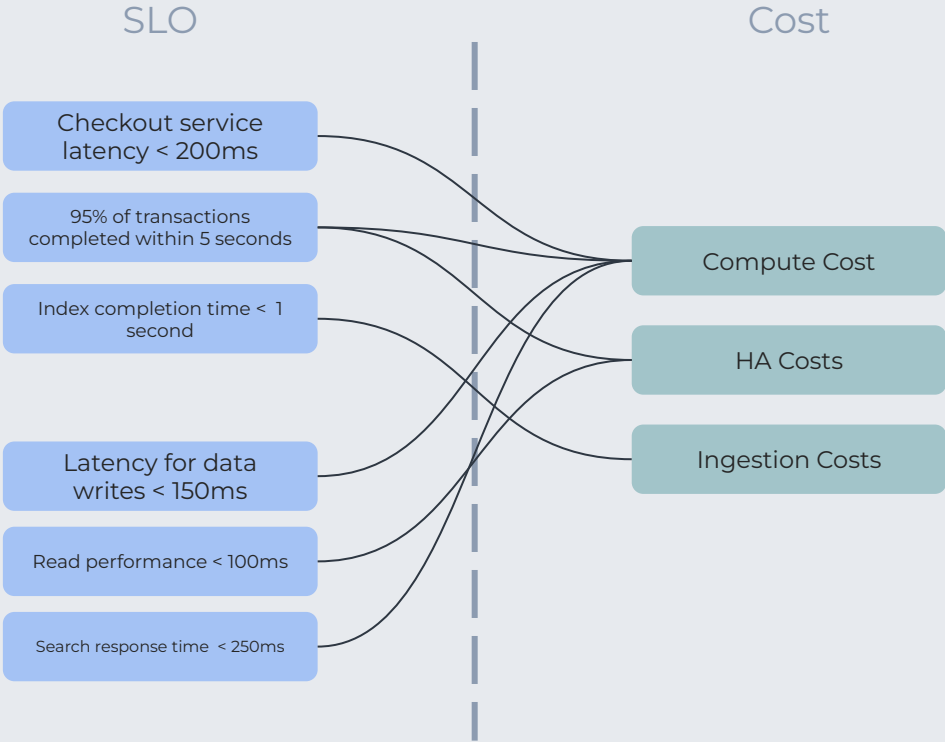 SLO
Cost
Checkout service
latency < 200ms
95% of transactions
completed within 5 seconds
Index completion time < 1
second
Latency for data
writes < 150ms
Read performance < 100ms
Search response time < 250ms
Compute Cost
HA Costs
Ingestion Costs